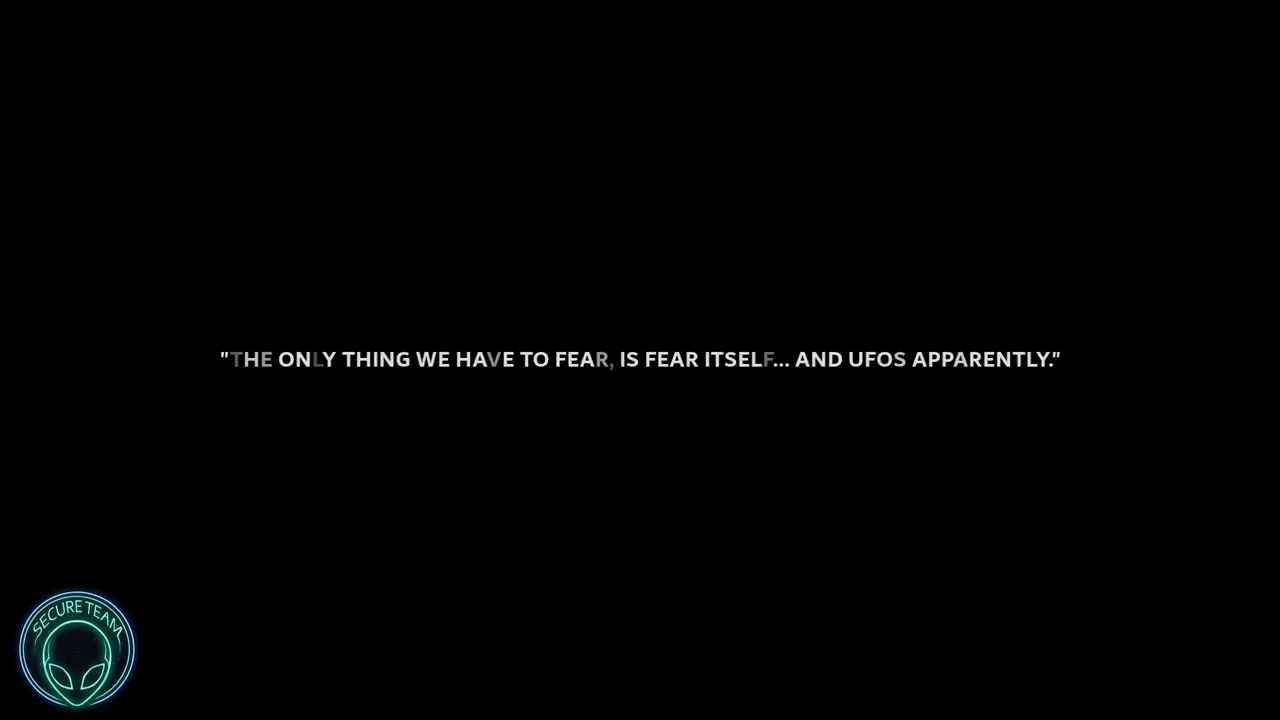 "THE ONLY THING WE HAVE TO FEAR, IS FEAR ITSELF... AND UFOS APPARENTLY."
SECURE TEAM